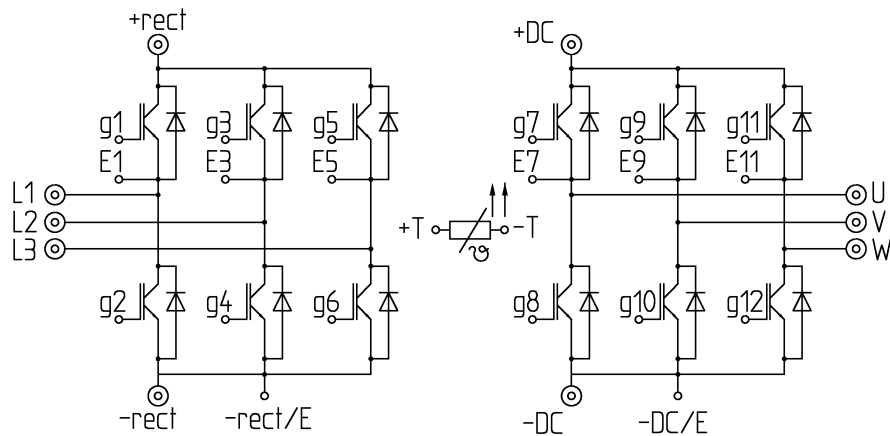 +rect +DC
g1 g3 g5 g7 g9 g11
E1 E3 E5 E7 E9 E11
L1 U
L2 +T -T V
L3 ϑ W
g2 g4 g6 g8 g10 g12
-rect -rect/E -DC -DC/E